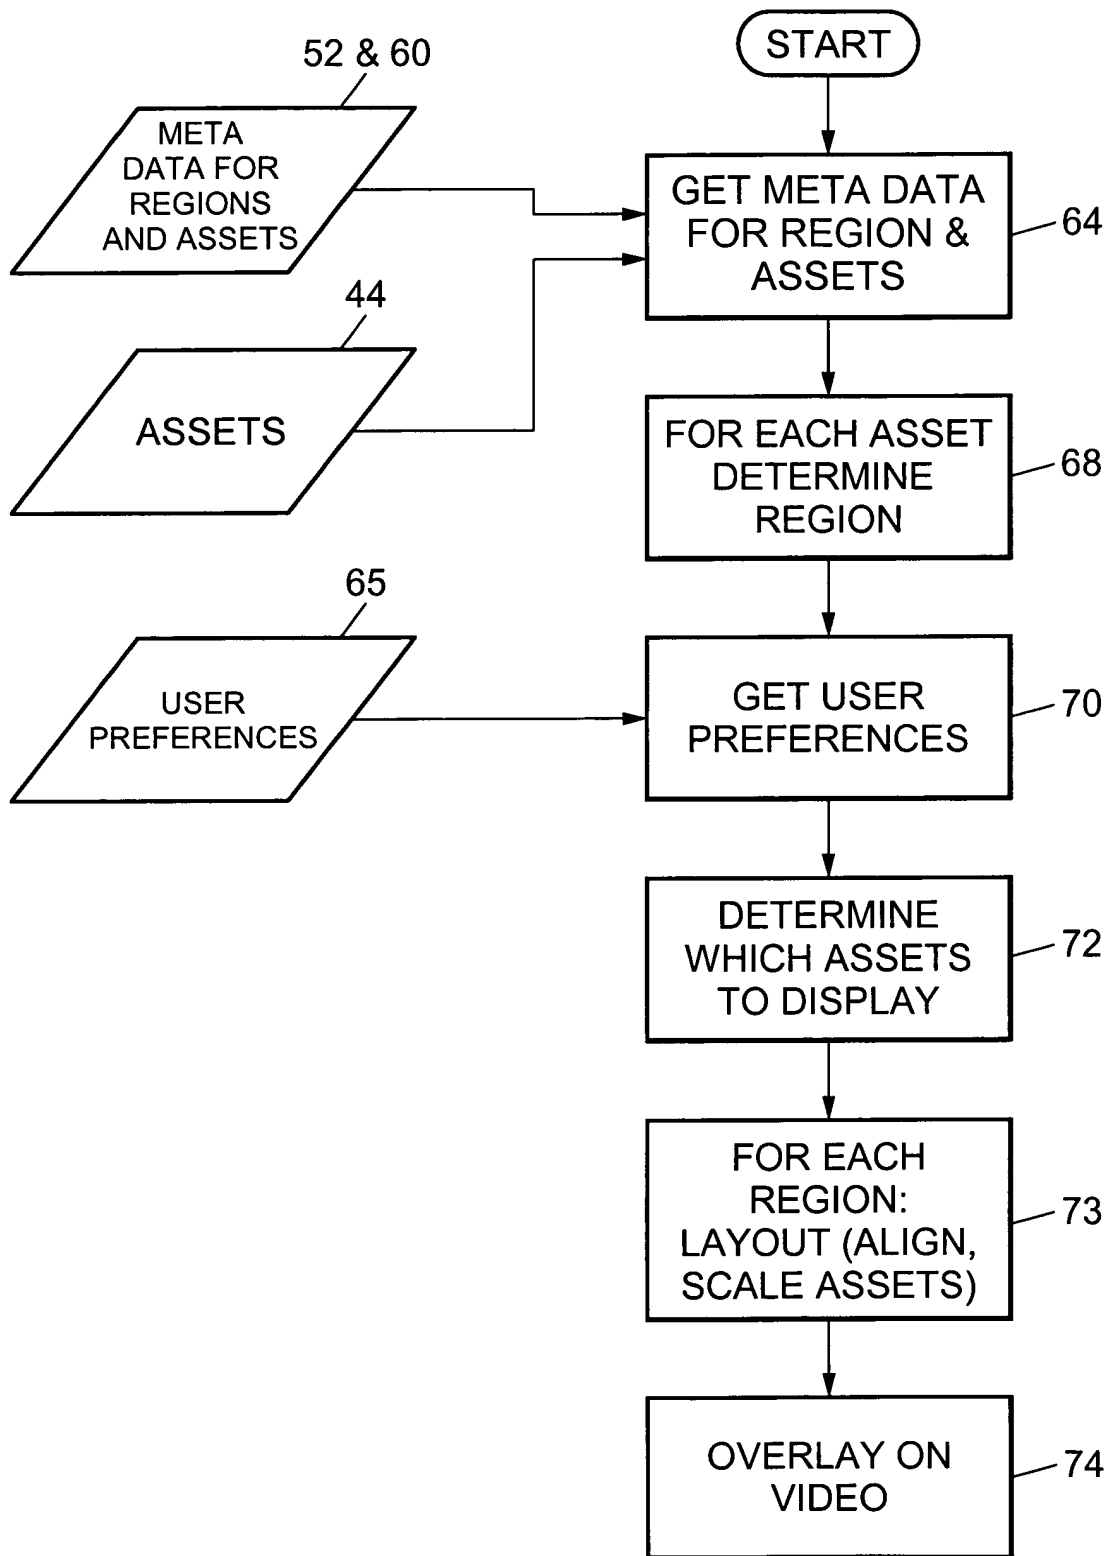 START
52 & 60
META
DATA FOR
REGIONS
AND ASSETS
GET META DATA
FOR REGION &
ASSETS
64
44
ASSETS
FOR EACH ASSET
DETERMINE
REGION
68
65
USER
PREFERENCES
GET USER
PREFERENCES
70
DETERMINE
WHICH ASSETS
TO DISPLAY
72
FOR EACH
REGION:
LAYOUT (ALIGN,
SCALE ASSETS)
73
OVERLAY ON
VIDEO
74